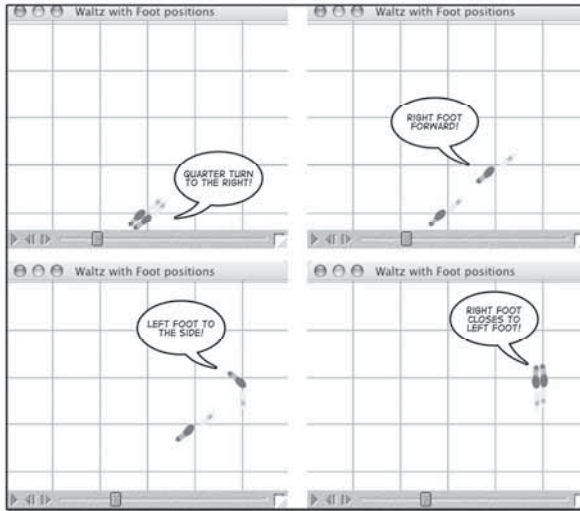 Waltz with Foot positions
QUARTER TURN
TO THE RIGHT!
Waltz with Foot positions
RIGHT FOOT
FORWARD!
Waltz with Foot positions
LEFT FOOT TO
THE SIDE!
Waltz with Foot positions
RIGHT FOOT
CLOSES TO
LEFT FOOT!